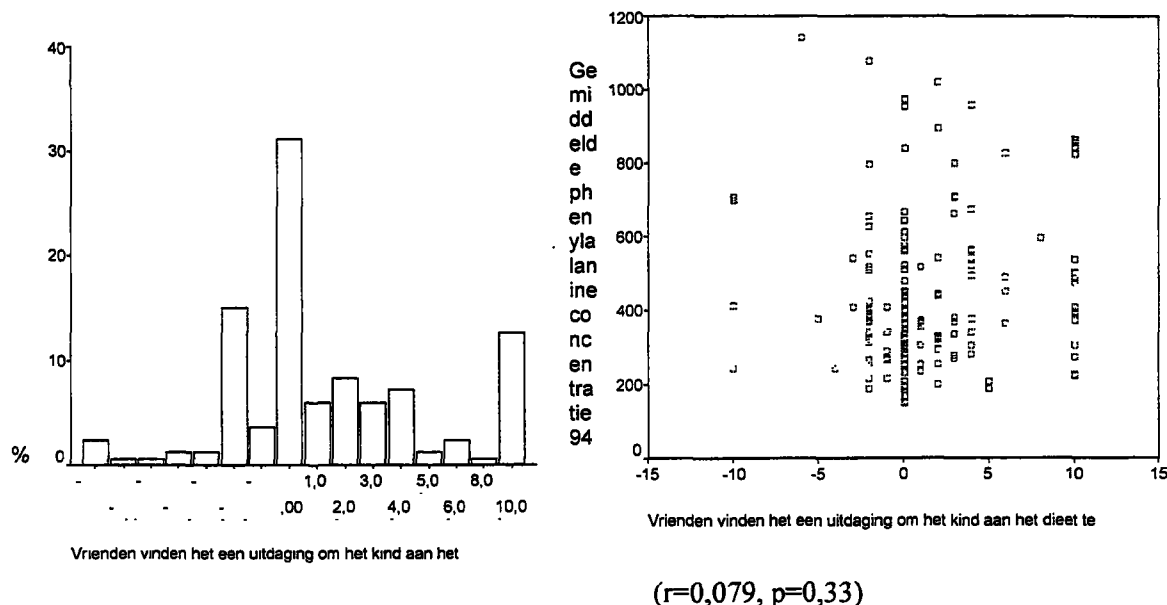 40
30
20
10
0
%
- - - - 1,0 3,0 5,0 8,0
- - - - ,00 2,0 4,0 6,0 10,0
Vrienden vinden het een uitdaging om het kind aan het
1200
1000
800
600
400
200
0
Ge
mi
dd
eld
e
ph
en
yla
lan
ine
co
nc
en
tra
tie
94
-15 -10 -5 0 5 10 15
Vrienden vinden het een uitdaging om het kind aan het dieet te
(r=0,079, p=0,33)